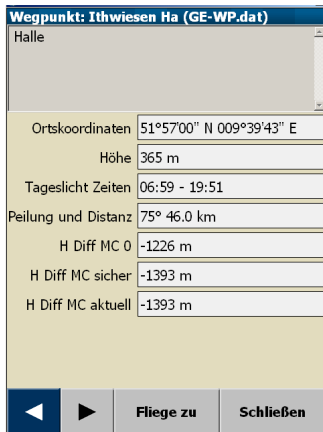 Wegpunkt: Ithwiesen Ha (GE-WP.dat)
Halle
Ortskoordinaten 51°57'00" N 009°39'43" E
Höhe 365 m
Tageslicht Zeiten 06:59 - 19:51
Peilung und Distanz 75° 46.0 km
H Diff MC 0 -1226 m
H Diff MC sicher -1393 m
H Diff MC aktuell -1393 m
Fliege zu Schließen